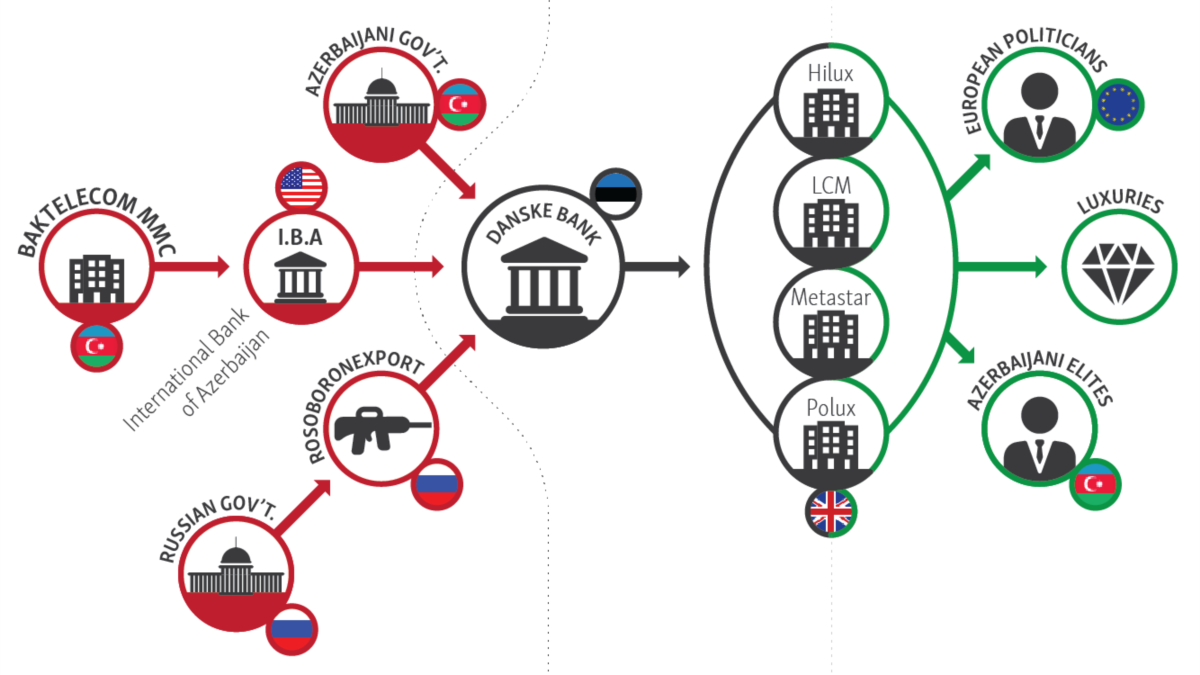 AZERBAIJANI GOV'T.
BAKTELECOM MMC
I.B.A
International Bank
of Azerbaijan
ROSOBORONEXPORT
RUSSIAN GOV'T.
DANSKE BANK
Hilux
LCM
Metastar
Polux
EUROPEAN POLITICIANS
LUXURIES
AZERBAIJANI ELITES